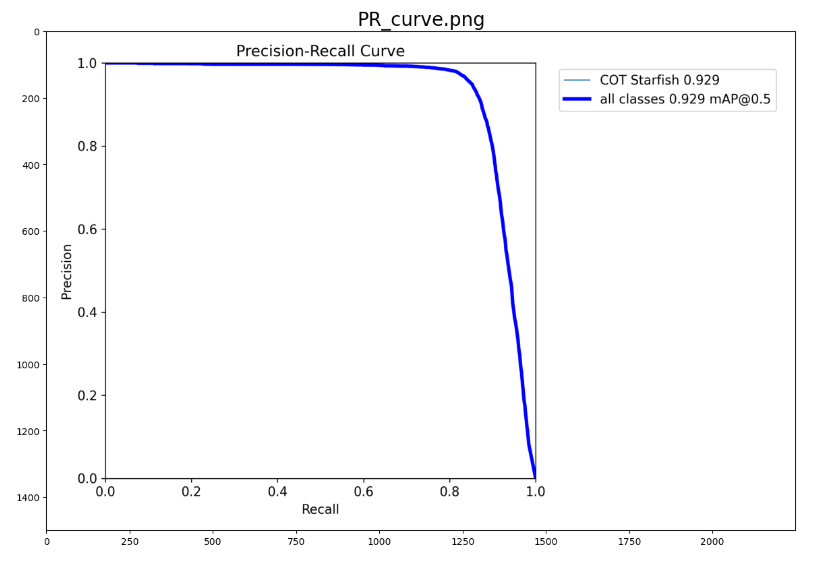 PR_curve.png
Precision-Recall Curve
COT Starfish 0.929
all classes 0.929 mAP@0.5
Precision
1.0
0.8
0.6
0.4
0.2
0.0
0.0 0.2 0.4 0.6 0.8 1.0
Recall
0
200
400
600
800
1000
1200
1400
0 250 500 750 1000 1250 1500 1750 2000